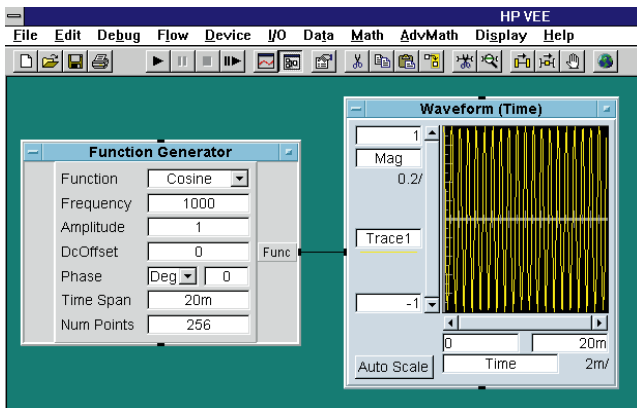 HP VEE
File Edit Debug Flow Device I/O Data Math AdvMath Display Help
Function Generator
Function Cosine
Frequency 1000
Amplitude 1
DcOffset 0
Func
Phase Deg 0
Time Span 20m
Num Points 256
Waveform (Time)
1
Mag
0.2/
Trace1
-1
0 20m
Auto Scale Time 2m/